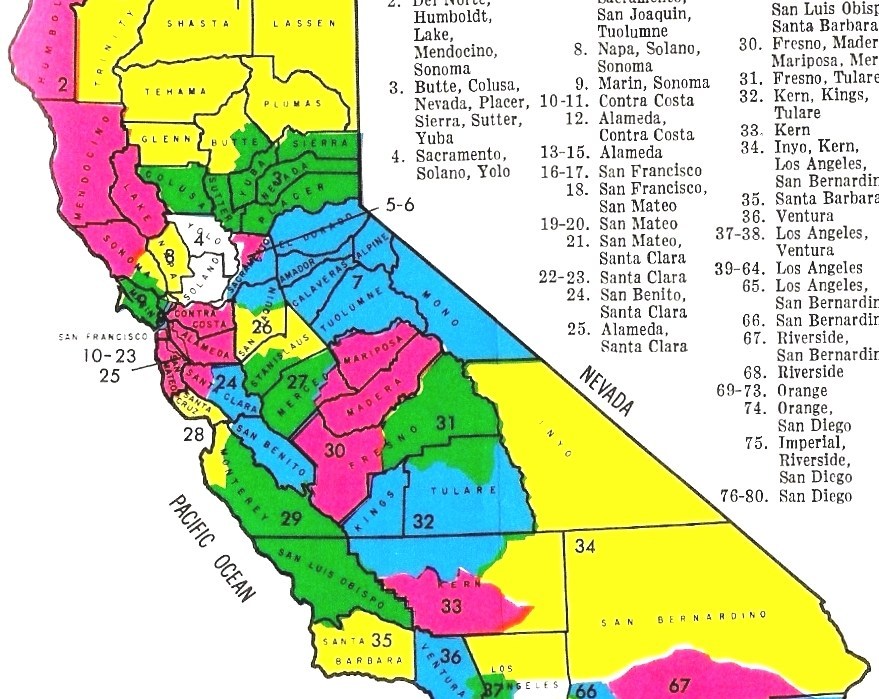 2. Del Norte,
Humboldt,
Lake,
Mendocino,
Sonoma
3. Butte, Colusa,
Nevada, Placer,
Sierra, Sutter,
Yuba
4. Sacramento,
Solano, Yolo
5-6
Sacramento,
San Joaquin,
Tuolumne
8. Napa, Solano,
Sonoma
9. Marin, Sonoma
10-11. Contra Costa
12. Alameda,
Contra Costa
13-15. Alameda
16-17. San Francisco
18. San Francisco,
San Mateo
19-20. San Mateo
21. San Mateo,
Santa Clara
22-23. Santa Clara
24. San Benito,
Santa Clara
25. Alameda,
Santa Clara
San Luis Obisp
Santa Barbara
30. Fresno, Mader
Mariposa, Mer
31. Fresno, Tulare
32. Kern, Kings,
Tulare
33. Kern
34. Inyo, Kern,
Los Angeles,
San Bernardin
35. Santa Barbara
36. Ventura
37-38. Los Angeles,
Ventura
39-64. Los Angeles
65. Los Angeles,
San Bernardin
66. San Bernardin
67. Riverside,
San Bernardin
68. Riverside
69-73. Orange
74. Orange,
San Diego
75. Imperial,
Riverside,
San Diego
76-80. San Diego
HUMBOL
2
TRINITY
SHASTA
LASSEN
TEHAMA
PLUMAS
GLENN
BUTTE
SIERRA
MENDOCINO
LAKE
COLUSA
SUTTER
YUBA
3
NEVADA
PLACER
SONOMA
NAPA
8
YOLO
4
SOLANO
SACRAMENTO
EL DORADO
AMADOR
ALPINE
CALAVERAS
7
TUOLUMNE
MONO
MARIN
9
CONTRA
COSTA
ALAMEDA
SAN FRANCISCO
10-23
25
SAN
MATEO
SANTA
CLARA
24
SAN JOAQUIN
26
STANISLAUS
27
MERCED
MARIPOSA
MADERA
SANTA
CRUZ
28
SAN BENITO
30
FRESNO
31
INYO
NEVADA
MONTEREY
29
KINGS
TULARE
32
PACIFIC OCEAN
SAN LUIS OBISPO
KERN
33
34
SAN BERNARDINO
SANTA
35
BARBARA
36
VENTURA
LOS
ANGELES
37
66
67